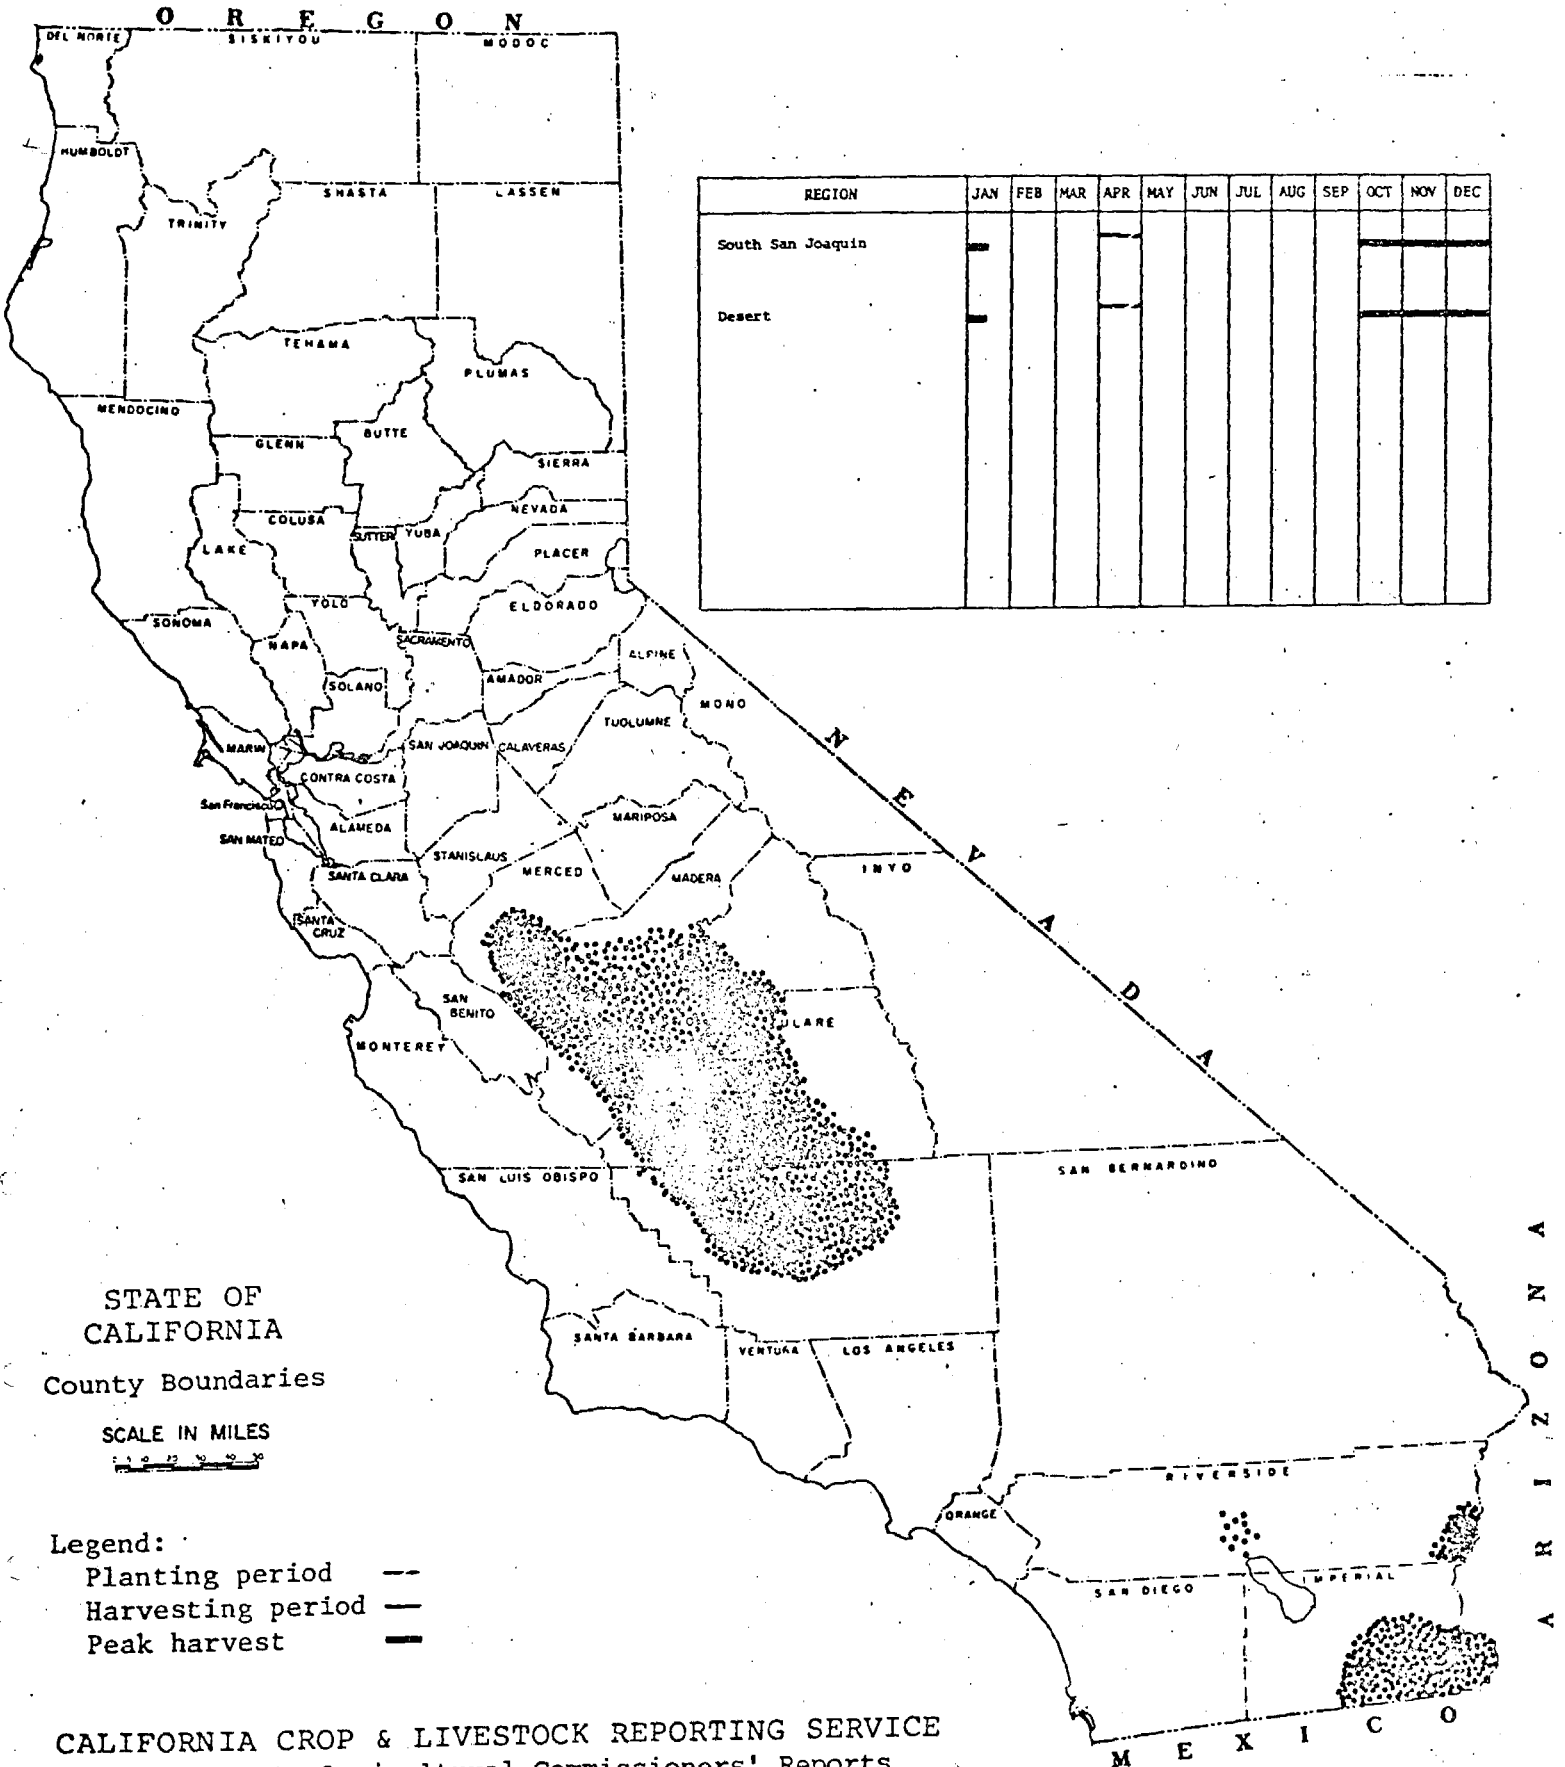 O R E G O N
DEL NORTE
SISKIYOU
MODOC
HUMBOLDT
TRINITY
SHASTA
LASSEN
REGION JAN FEB MAR APR MAY JUN JUL AUG SEP OCT NOV DEC
South San Joaquin
Desert
TEHAMA
PLUMAS
MENDOCINO
GLENN
BUTTE
SIERRA
COLUSA
SUTTER
YUBA
NEVADA
LAKE
PLACER
YOLO
ELDORADO
SONOMA
NAPA
SACRAMENTO
ALPINE
SOLANO
AMADOR
MONO
TUOLUMNE
MARIN
SAN JOAQUIN
CALAVERAS
CONTRA COSTA
San Francisco
ALAMEDA
MARIPOSA
SAN MATEO
STANISLAUS
SANTA CLARA
MERCED
MADERA
INYO
N E V A D A
SANTA
CRUZ
SAN
BENITO
ULARE
MONTEREY
SAN LUIS OBISPO
SAN BERNARDINO
A R I Z O N A
STATE OF
CALIFORNIA
County Boundaries
SCALE IN MILES
SANTA BARBARA
VENTURA
LOS ANGELES
RIVERSIDE
ORANGE
SAN DIEGO
IMPERIAL
Legend:
Planting period
Harvesting period
Peak harvest
M E X I C O
CALIFORNIA CROP & LIVESTOCK REPORTING SERVICE
Commissioners' Reports